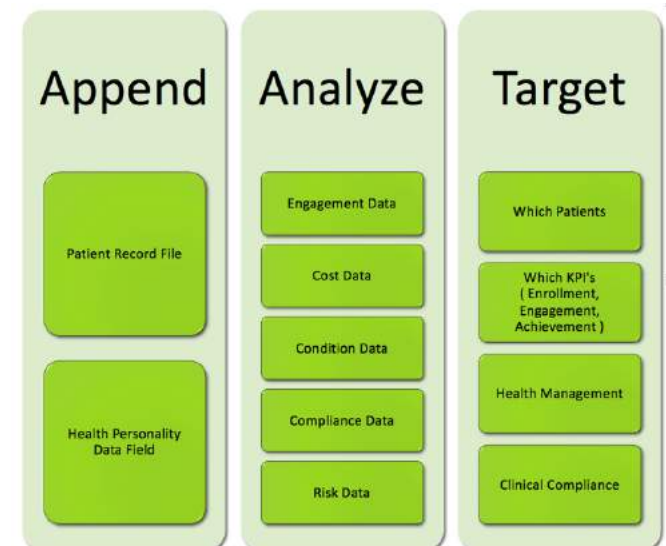 Append
Patient Record File
Health Personality
Data Field
Analyze
Engagement Data
Cost Data
Condition Data
Compliance Data
Risk Data
Target
Which Patients
Which KPI's
( Enrollment,
Engagement,
Achievement )
Health Management
Clinical Compliance